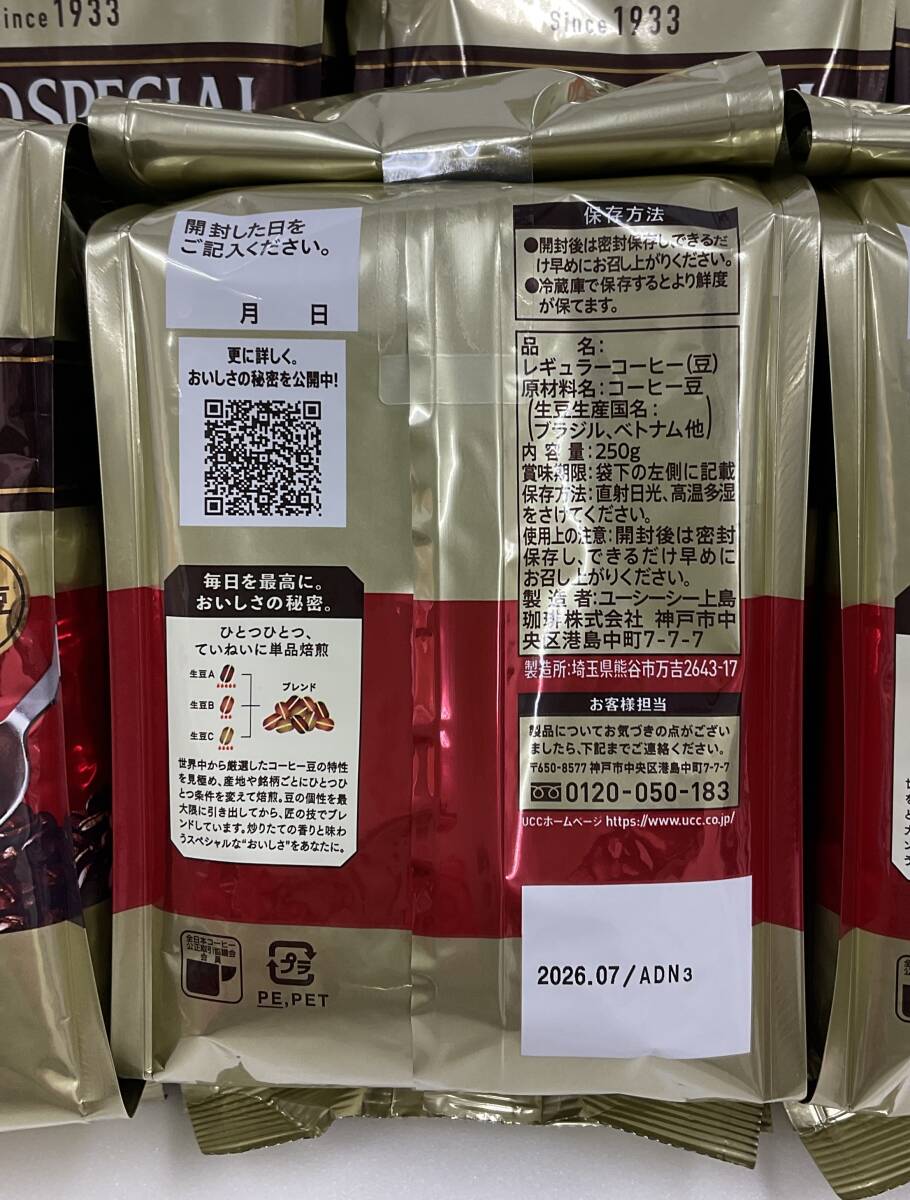 Since 1933
Since 1933
OSPECIAL
開封した日を
ご記入ください。
月 日
更に詳しく。
おいしさの秘密を公開中!
毎日を最高に。
おいしさの秘密。
ひとつひとつ、
ていねいに単品焙煎
生豆A
生豆B
生豆C
ブレンド
世界中から厳選したコーヒー豆の特性
を見極め、産地や銘柄ごとにひとつひ
とつ条件を変えて焙煎。豆の個性を最
大限に引き出してから、匠の技でブレ
ンドしています。炒りたての香りと味わ
うスペシャルな“おいしさ”をあなたに。
全日本コーヒー
公正取引協議会
会員
プラ
PE,PET
保存方法
●開封後は密封保存し、できるだ
け早めにお召し上がりください。
●冷蔵庫で保存するとより鮮度
が保てます。
品 名:
レギュラーコーヒー(豆)
原材料名:コーヒー豆
(生豆生産国名:
ブラジル、ベトナム他)
内 容 量:250g
賞味期限:袋下の左側に記載
保存方法:直射日光、高温多湿
をさけてください。
使用上の注意:開封後は密封
保存し、できるだけ早めに
お召し上がりください。
製 造 者:ユーシーシー上島
珈琲株式会社 神戸市中
央区港島中町7-7-7
製造所:埼玉県熊谷市万吉2643-17
お客様担当
製品についてお気づきの点がござい
ましたら、下記までご連絡ください。
〒650-8577 神戸市中央区港島中町7-7-7
0120-050-183
UCCホームページ https://www.ucc.co.jp/
2026.07/ADN3